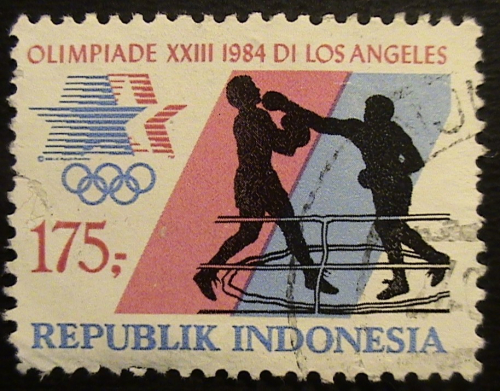 OLIMPIADE XXIII 1984 DI LOS ANGELES
175,-
REPUBLIK INDONESIA